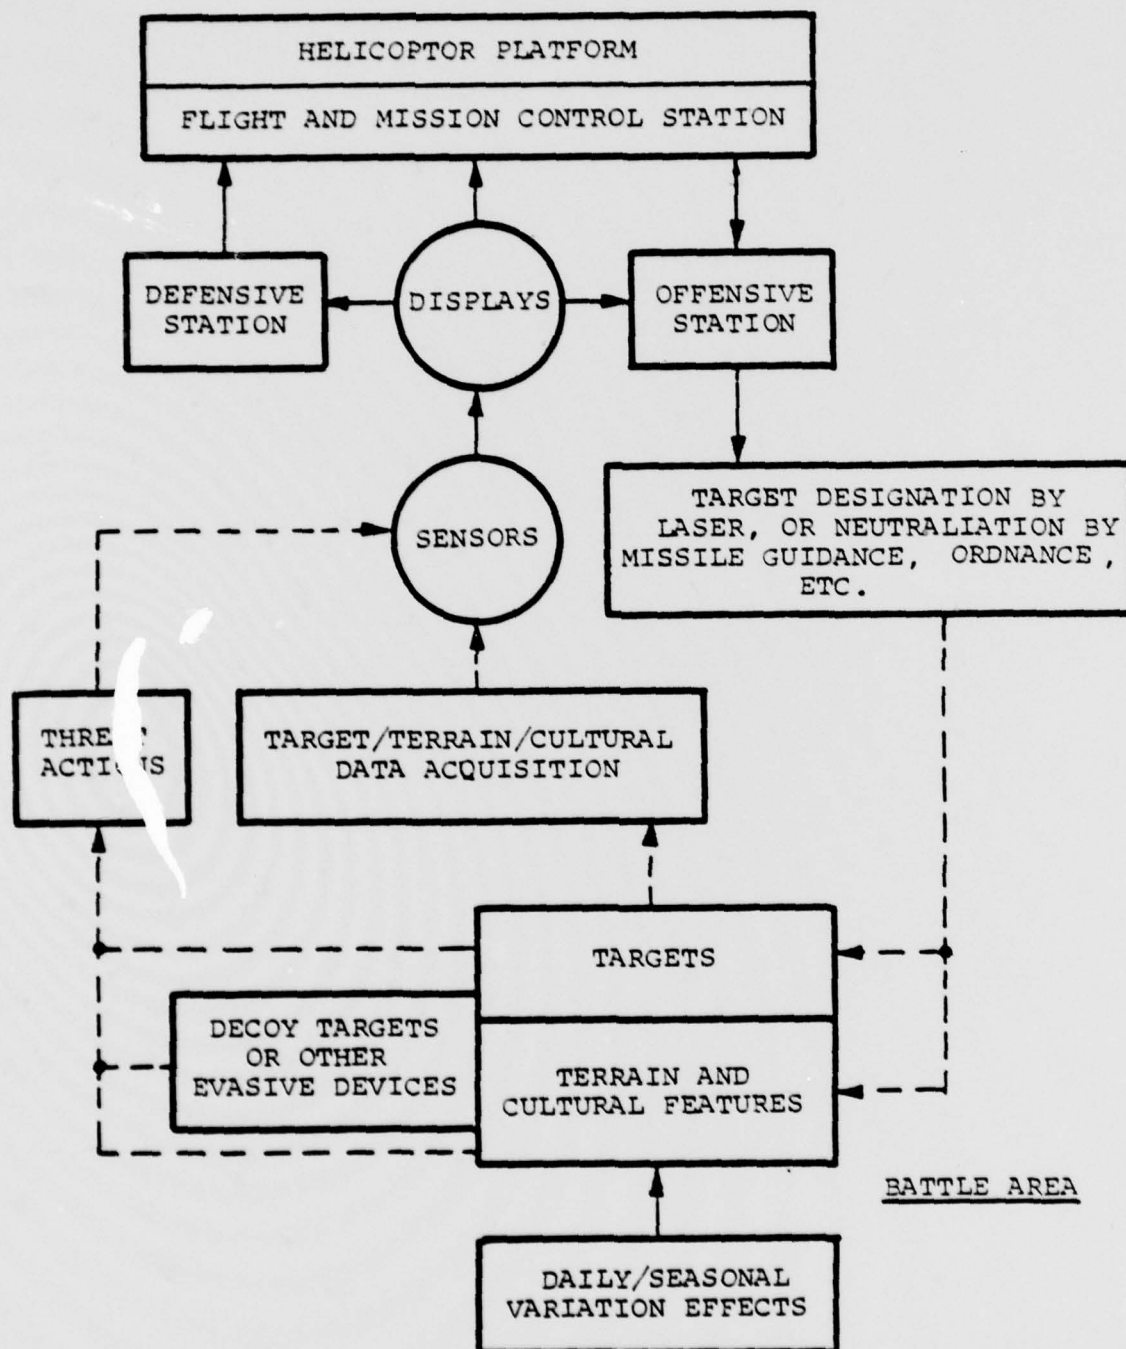 HELICOPTOR PLATFORM
FLIGHT AND MISSION CONTROL STATION
DEFENSIVE
STATION
DISPLAYS
OFFENSIVE
STATION
SENSORS
TARGET DESIGNATION BY
LASER, OR NEUTRALIATION BY
MISSILE GUIDANCE, ORDNANCE,
ETC.
TARGET/TERRAIN/CULTURAL
DATA ACQUISITION
TARGETS
DECOY TARGETS
OR OTHER
EVASIVE DEVICES
TERRAIN AND
CULTURAL FEATURES
BATTLE AREA
DAILY/SEASONAL
VARIATION EFFECTS